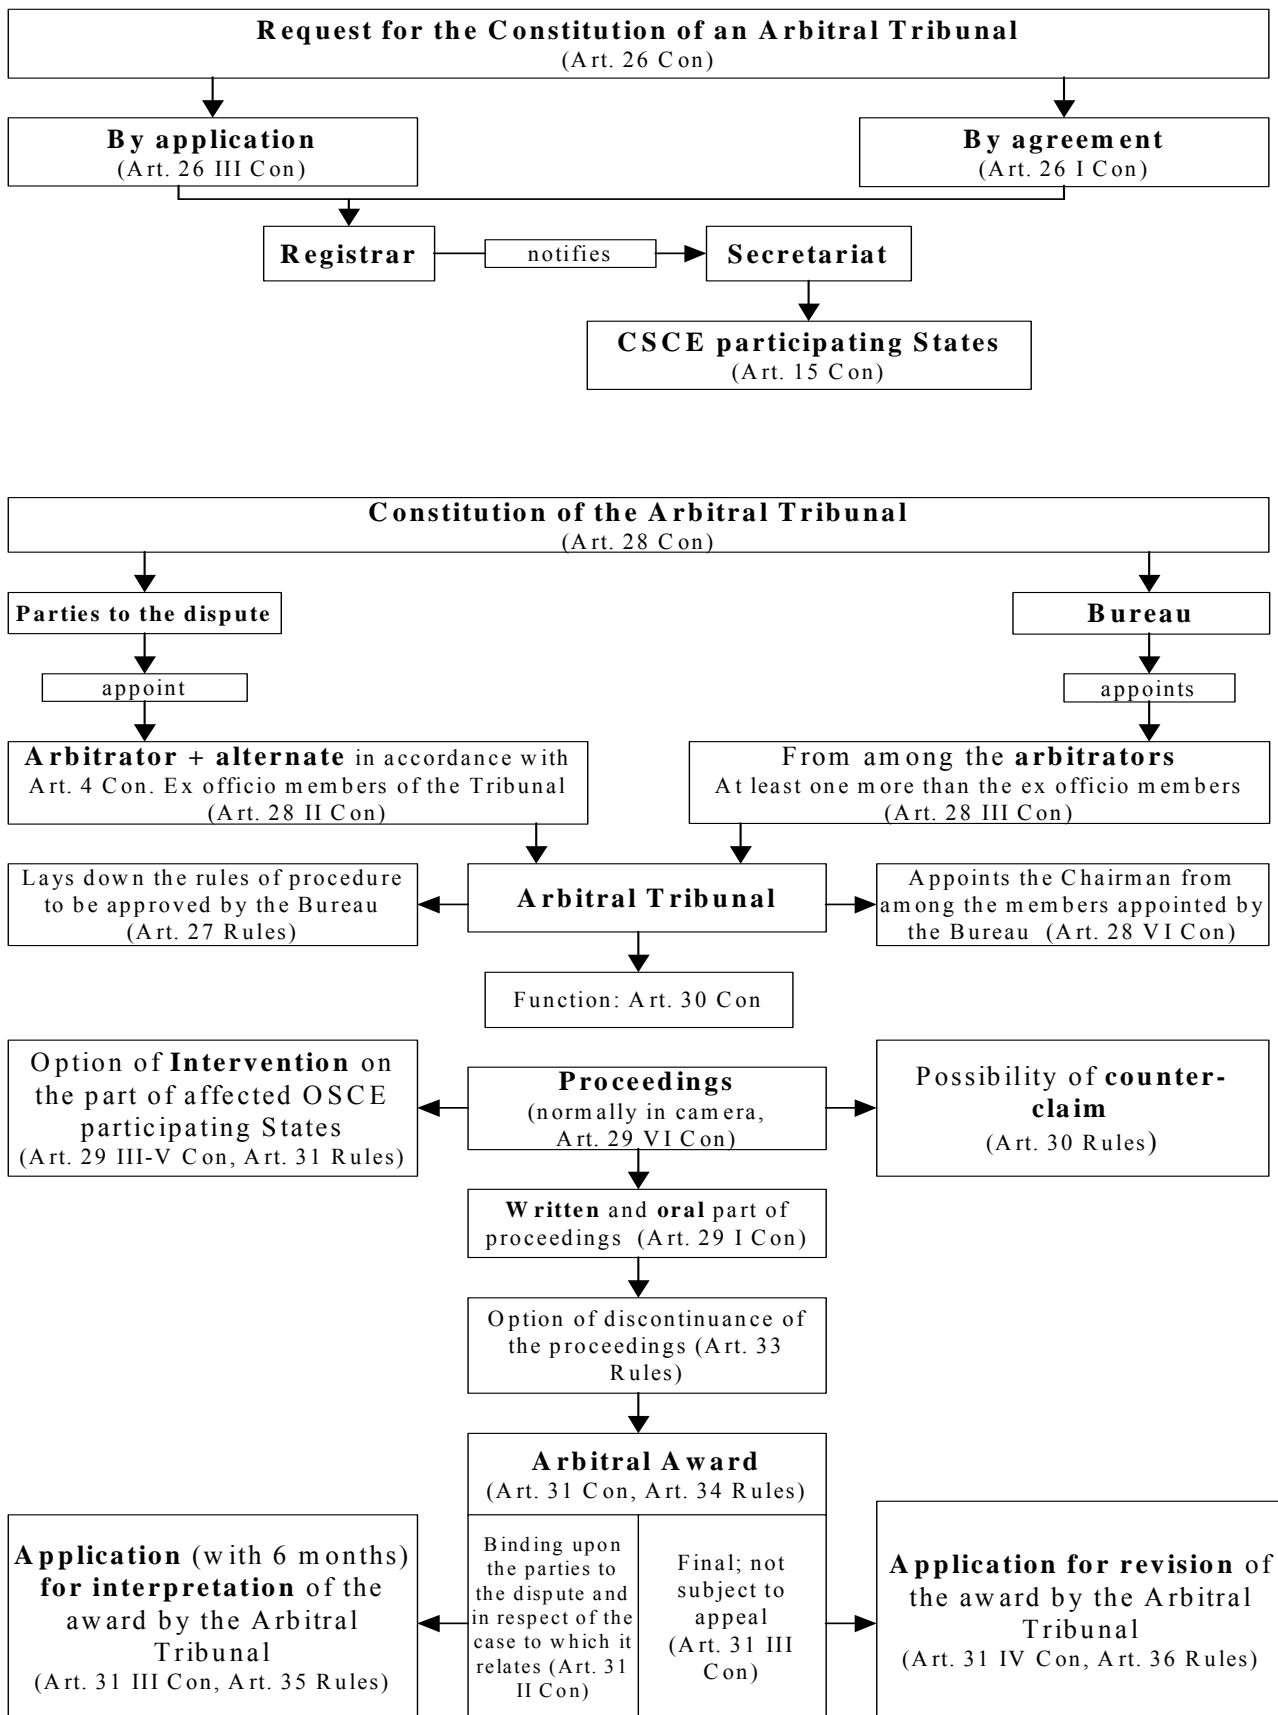 Request for the Constitution of an Arbitral Tribunal
(Art. 26 Con)
By application
(Art. 26 III Con)
By agreement
(Art. 26 I Con)
Registrar
notifies
Secretariat
CSCE participating States
(Art. 15 Con)
Constitution of the Arbitral Tribunal
(Art. 28 Con)
Parties to the dispute
Bureau
appoint
appoints
Arbitrator + alternate in accordance with
Art. 4 Con. Ex officio members of the Tribunal
(Art. 28 II Con)
From among the arbitrators
At least one more than the ex officio members
(Art. 28 III Con)
Lays down the rules of procedure
to be approved by the Bureau
(Art. 27 Rules)
Arbitral Tribunal
Appoints the Chairman from
among the members appointed by
the Bureau (Art. 28 VI Con)
Function: Art. 30 Con
Option of Intervention on
the part of affected OSCE
participating States
(Art. 29 III-V Con, Art. 31 Rules)
Proceedings
(normally in camera,
Art. 29 VI Con)
Possibility of counter-
claim
(Art. 30 Rules)
Written and oral part of
proceedings (Art. 29 I Con)
Option of discontinuance of
the proceedings (Art. 33
Rules)
Arbitral Award
(Art. 31 Con, Art. 34 Rules)
Application (with 6 months)
for interpretation of the
award by the Arbitral
Tribunal
(Art. 31 III Con, Art. 35 Rules)
Binding upon
the parties to
the dispute and
in respect of the
case to which it
relates (Art. 31
II Con)
Final; not
subject to
appeal
(Art. 31 III
Con)
Application for revision of
the award by the Arbitral
Tribunal
(Art. 31 IV Con, Art. 36 Rules)